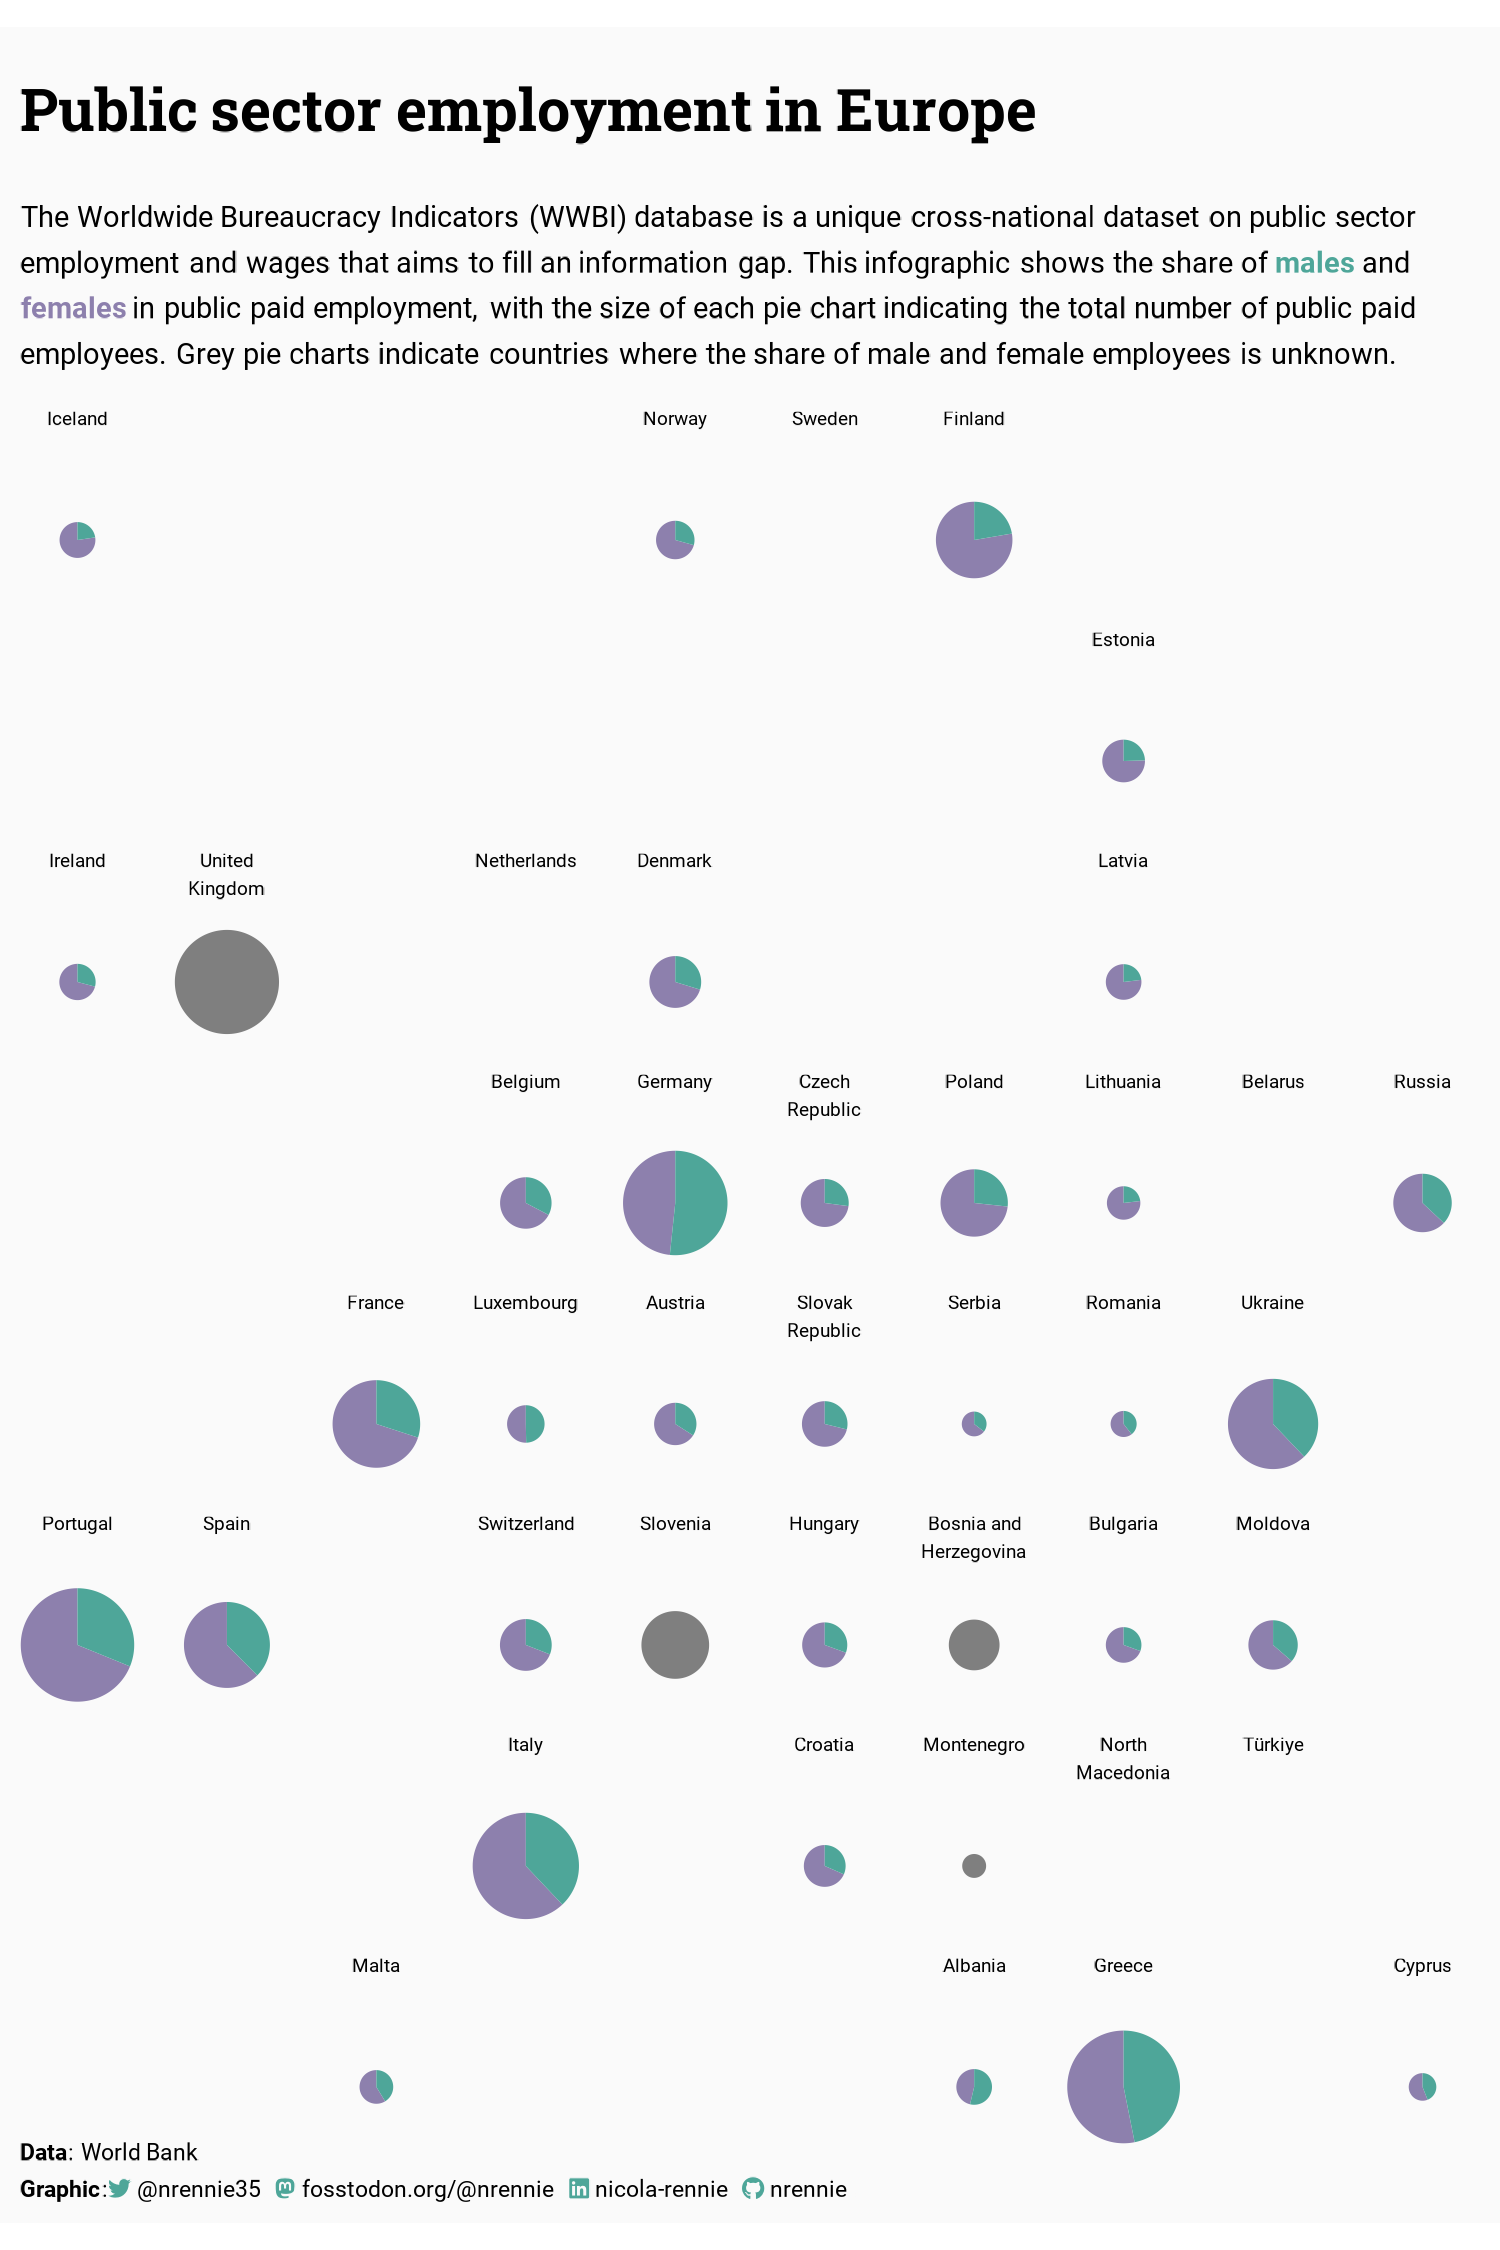 Public sector employment in Europe
The Worldwide Bureaucracy Indicators (WWBI) database is a unique cross-national dataset on public sector
employment and wages that aims to fill an information gap. This infographic shows the share of males and
females in public paid employment, with the size of each pie chart indicating the total number of public paid
employees. Grey pie charts indicate countries where the share of male and female employees is unknown.
Iceland Norway Sweden Finland
Estonia
Ireland United Netherlands Denmark Latvia
Kingdom
Belgium Germany Czech Poland Lithuania Belarus Russia
Republic
France Luxembourg Austria Slovak Serbia Romania Ukraine
Republic
Portugal Spain Switzerland Slovenia Hungary Bosnia and Bulgaria Moldova
Herzegovina
Italy Croatia Montenegro North Türkiye
Macedonia
Malta Albania Greece Cyprus
Data: World Bank
Graphic: @nrennie35 fosstodon.org/@nrennie nicola-rennie nrennie